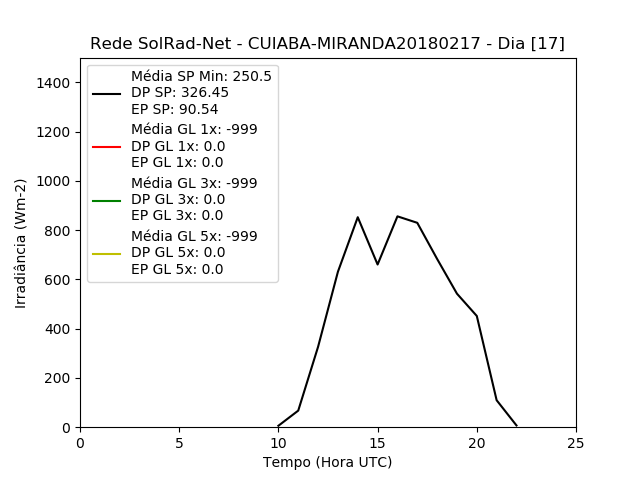 Rede SolRad-Net - CUIABA-MIRANDA20180217 - Dia [17]
Média SP Min: 250.5
DP SP: 326.45
EP SP: 90.54
Média GL 1x: -999
DP GL 1x: 0.0
EP GL 1x: 0.0
Média GL 3x: -999
DP GL 3x: 0.0
EP GL 3x: 0.0
Média GL 5x: -999
DP GL 5x: 0.0
EP GL 5x: 0.0
Irradiância (Wm-2)
1400
1200
1000
800
600
400
200
0
0 5 10 15 20 25
Tempo (Hora UTC)